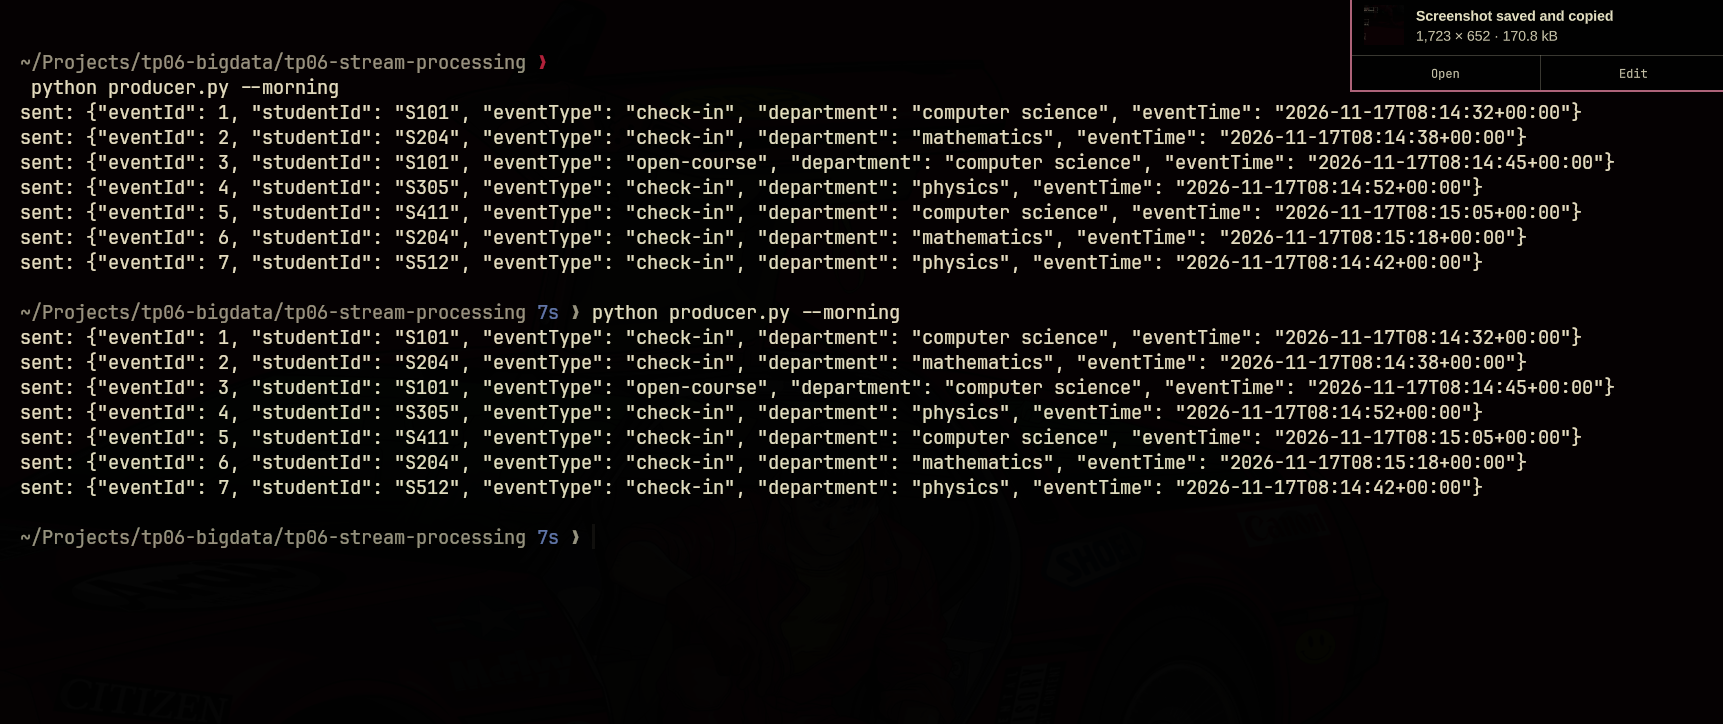 Screenshot saved and copied
1,723 × 652 · 170.8 kB
Open Edit
~/Projects/tp06-bigdata/tp06-stream-processing ❯
python producer.py --morning
sent: {"eventId": 1, "studentId": "S101", "eventType": "check-in", "department": "computer science", "eventTime": "2026-11-17T08:14:32+00:00"}
sent: {"eventId": 2, "studentId": "S204", "eventType": "check-in", "department": "mathematics", "eventTime": "2026-11-17T08:14:38+00:00"}
sent: {"eventId": 3, "studentId": "S101", "eventType": "open-course", "department": "computer science", "eventTime": "2026-11-17T08:14:45+00:00"}
sent: {"eventId": 4, "studentId": "S305", "eventType": "check-in", "department": "physics", "eventTime": "2026-11-17T08:14:52+00:00"}
sent: {"eventId": 5, "studentId": "S411", "eventType": "check-in", "department": "computer science", "eventTime": "2026-11-17T08:15:05+00:00"}
sent: {"eventId": 6, "studentId": "S204", "eventType": "check-in", "department": "mathematics", "eventTime": "2026-11-17T08:15:18+00:00"}
sent: {"eventId": 7, "studentId": "S512", "eventType": "check-in", "department": "physics", "eventTime": "2026-11-17T08:14:42+00:00"}
~/Projects/tp06-bigdata/tp06-stream-processing 7s ❯ python producer.py --morning
sent: {"eventId": 1, "studentId": "S101", "eventType": "check-in", "department": "computer science", "eventTime": "2026-11-17T08:14:32+00:00"}
sent: {"eventId": 2, "studentId": "S204", "eventType": "check-in", "department": "mathematics", "eventTime": "2026-11-17T08:14:38+00:00"}
sent: {"eventId": 3, "studentId": "S101", "eventType": "open-course", "department": "computer science", "eventTime": "2026-11-17T08:14:45+00:00"}
sent: {"eventId": 4, "studentId": "S305", "eventType": "check-in", "department": "physics", "eventTime": "2026-11-17T08:14:52+00:00"}
sent: {"eventId": 5, "studentId": "S411", "eventType": "check-in", "department": "computer science", "eventTime": "2026-11-17T08:15:05+00:00"}
sent: {"eventId": 6, "studentId": "S204", "eventType": "check-in", "department": "mathematics", "eventTime": "2026-11-17T08:15:18+00:00"}
sent: {"eventId": 7, "studentId": "S512", "eventType": "check-in", "department": "physics", "eventTime": "2026-11-17T08:14:42+00:00"}
~/Projects/tp06-bigdata/tp06-stream-processing 7s ❯
CITIZEN